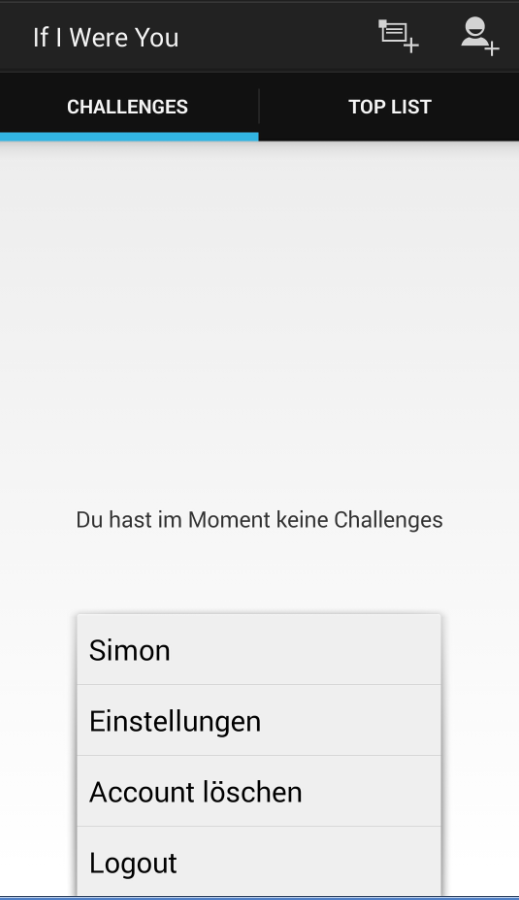 If I Were You
CHALLENGES
TOP LIST
Du hast im Moment keine Challenges
Simon
Einstellungen
Account löschen
Logout